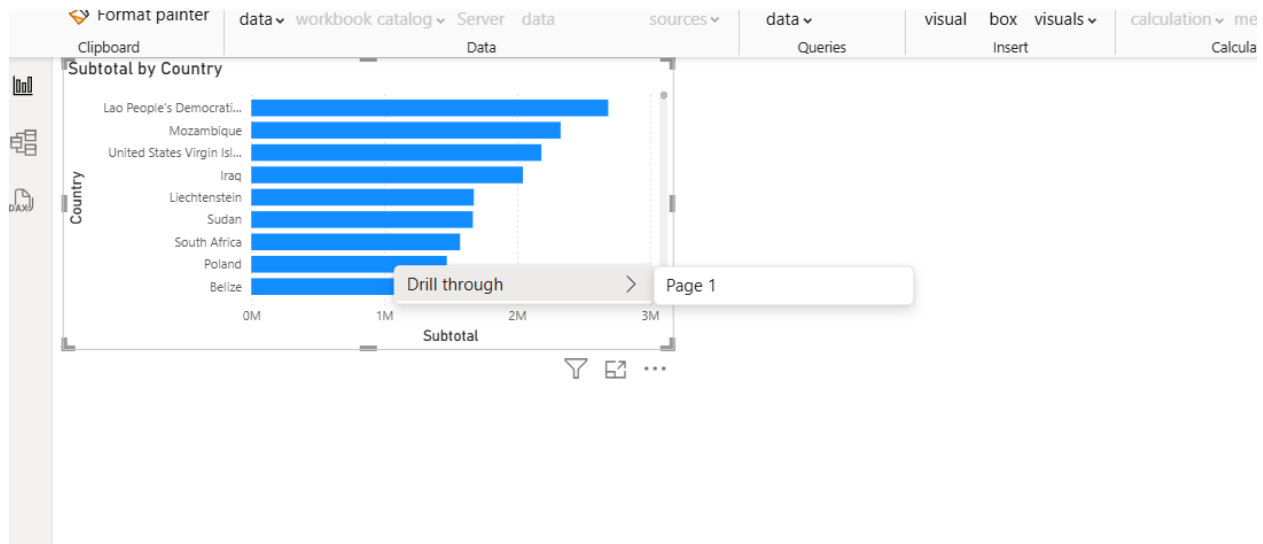 Format painter
data workbook catalog Server data sources data visual box visuals calculation me
Clipboard Data Queries Insert Calcula
Subtotal by Country
Lao People's Democrati...
Mozambique
United States Virgin Isl...
Iraq
Liechtenstein
Sudan
South Africa
Poland
Belize
Country
Drill through
Page 1
0M 1M 2M 3M
Subtotal
DAX